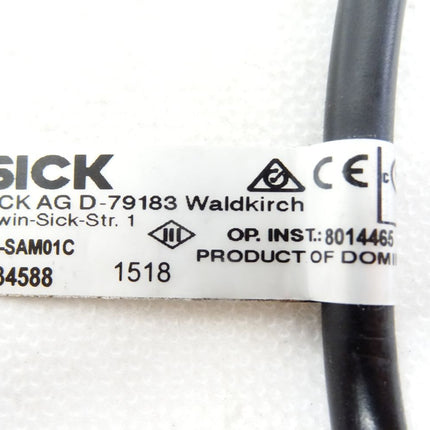 SICK
CK AG D-79183 Waldkirch
win-Sick-Str. 1
-SAM01C
OP. INST.: 8014465
PRODUCT OF DOMI
34588
1518